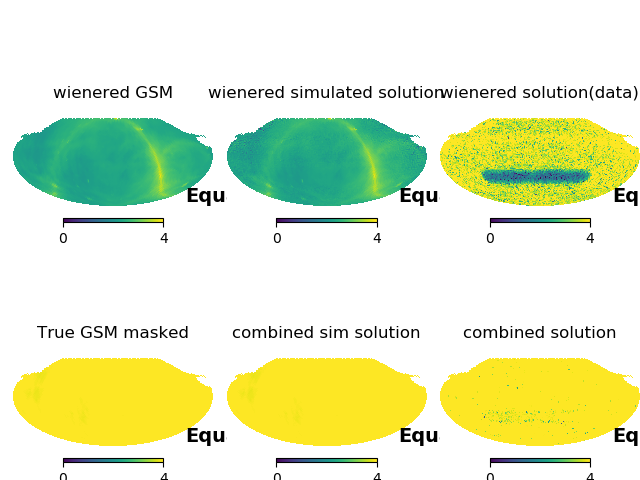 wienered GSM
wienered simulated solution
wienered solution(data)
Equ
Equ
Eq
0 4
0 4
0 4
True GSM masked
combined sim solution
combined solution
Equ
Equ
Eq
0 4
0 4
0 4